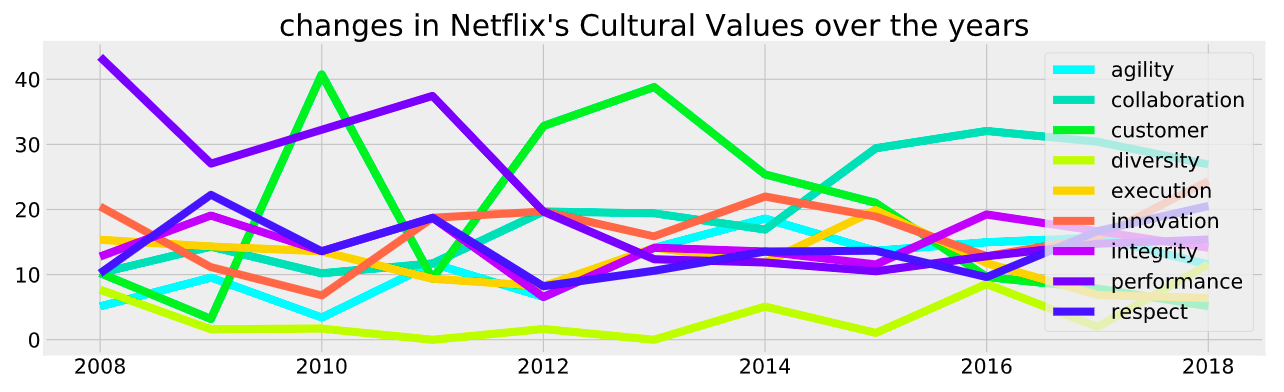 changes in Netflix's Cultural Values over the years
40
30
20
10
0
agility
collaboration
customer
diversity
execution
innovation
integrity
performance
respect
2008 2010 2012 2014 2016 2018